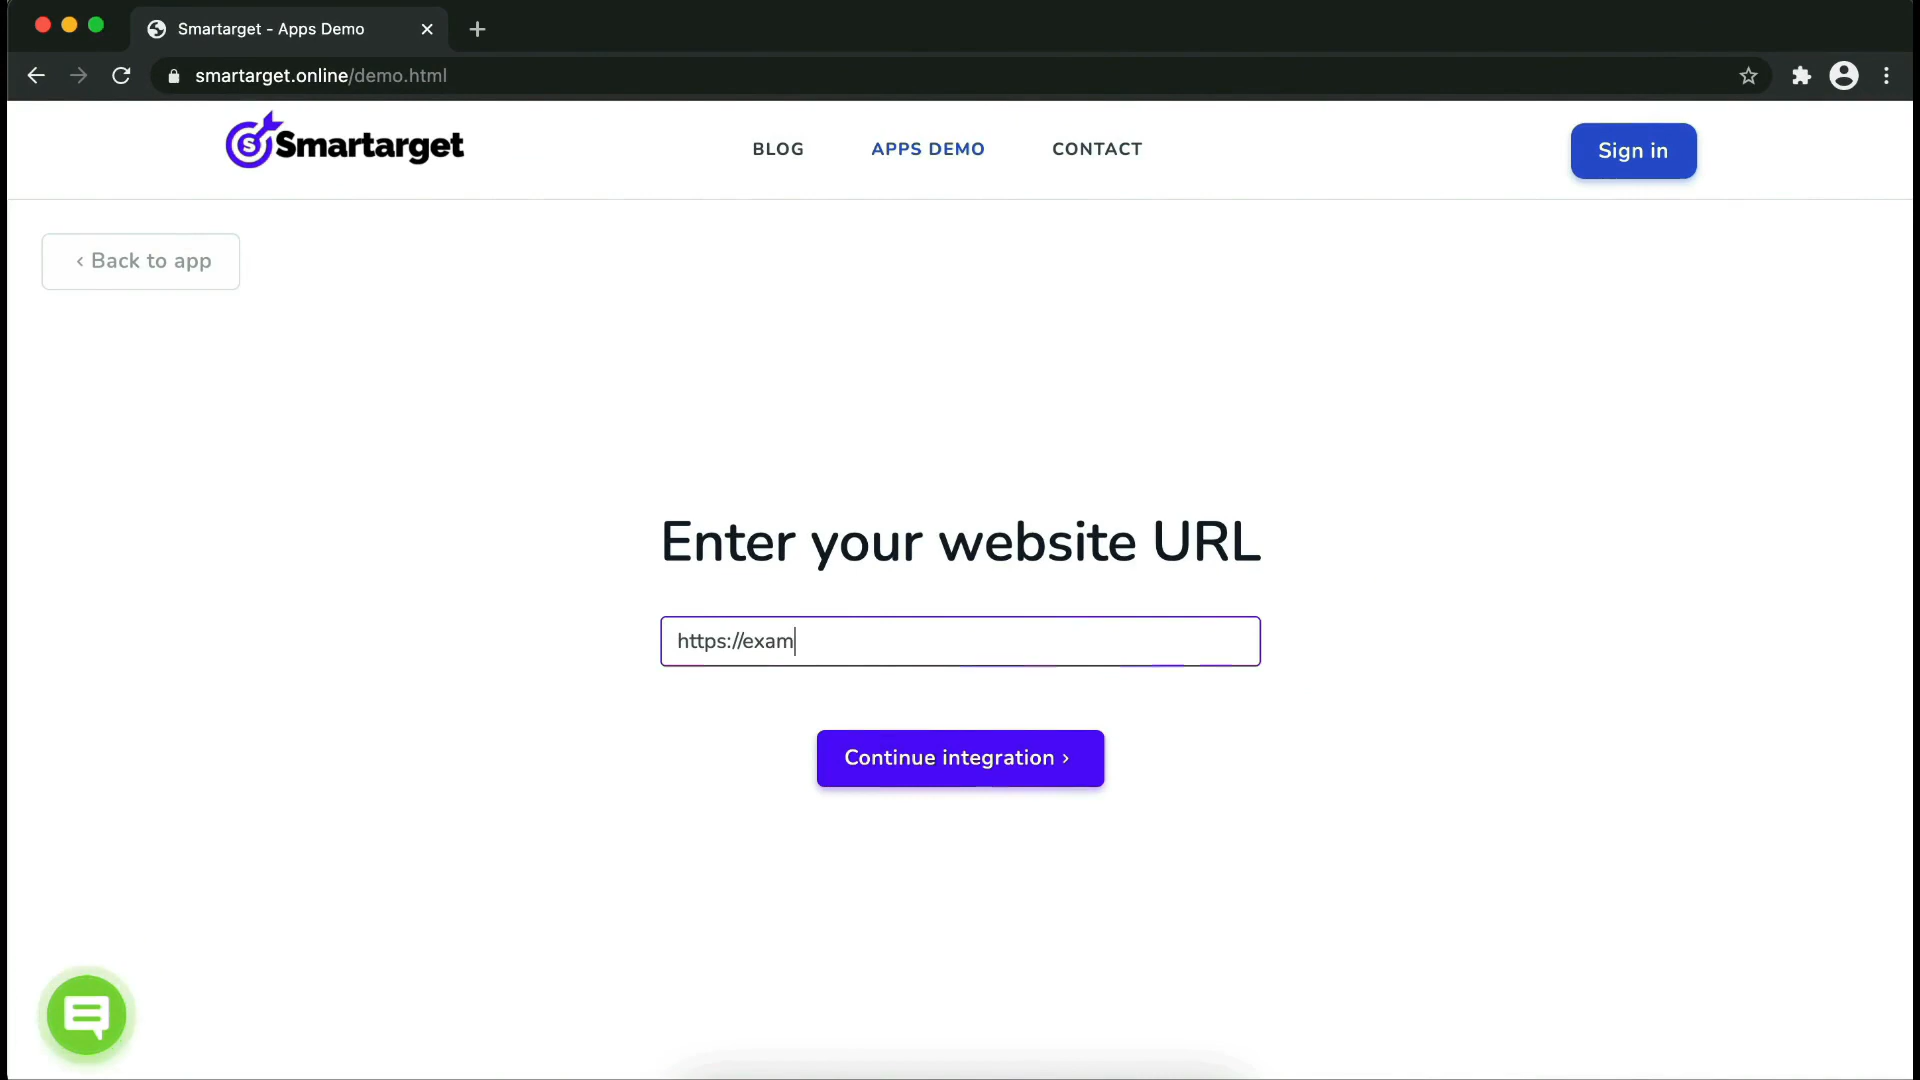 Smartarget - Apps Demo
smartarget.online/demo.html
Smartarget
BLOG
APPS DEMO
CONTACT
Sign in
‹ Back to app
Enter your website URL
https://exam
Continue integration ›